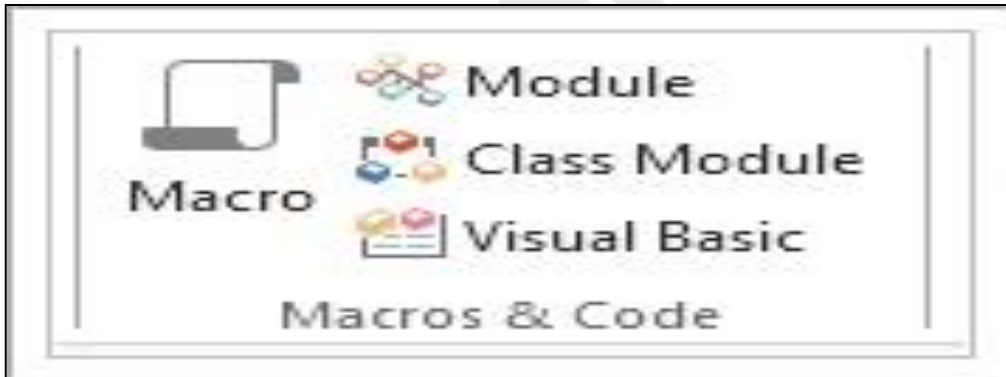 Module
Class Module
Macro
Visual Basic
Macros & Code